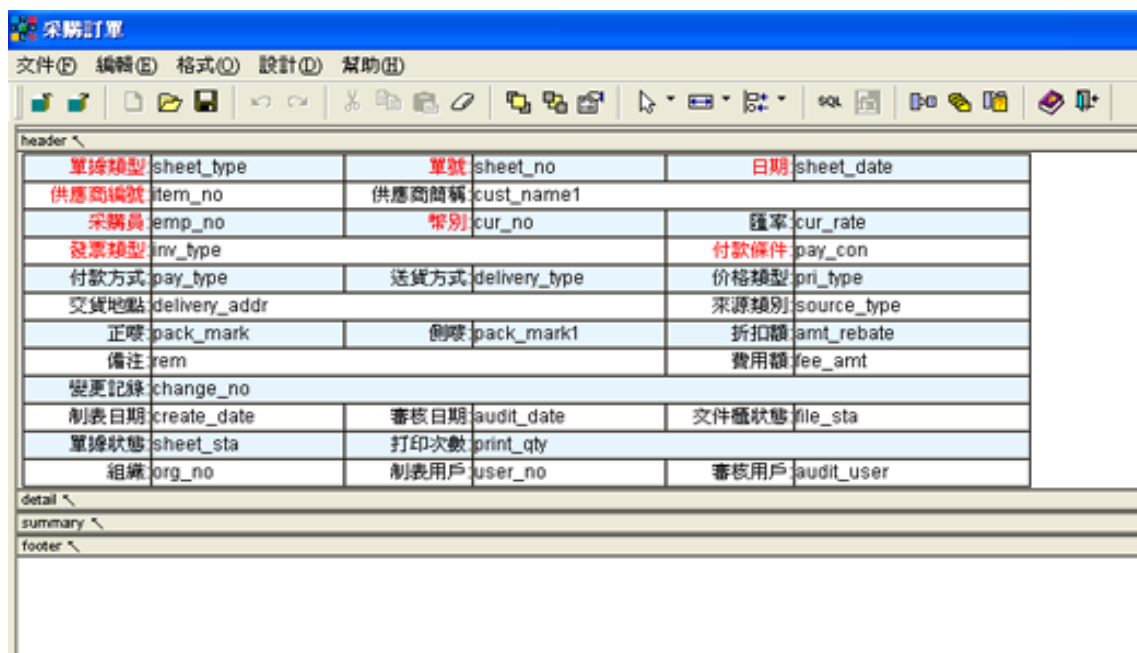 采購訂單
文件(F) 編輯(E) 格式(O) 設計(D) 幫助(H)
SQL
header
單據類型:sheet_type 單號:sheet_no 日期:sheet_date
供應商編號:item_no 供應商簡稱:cust_name1
采購員:emp_no 幣別:cur_no 匯率:cur_rate
發票類型:inv_type 付款條件:pay_con
付款方式:pay_type 送貨方式:delivery_type 价格類型:pri_type
交貨地點:delivery_addr 來源類別:source_type
正嘜:pack_mark 側嘜:pack_mark1 折扣額:amt_rebate
備注:rem 費用額:fee_amt
變更記錄:change_no
制表日期:create_date 審核日期:audit_date 文件櫃狀態:file_sta
單據狀態:sheet_sta 打印次數:print_qty
組織:org_no 制表用戶:user_no 審核用戶:audit_user
detail
summary
footer